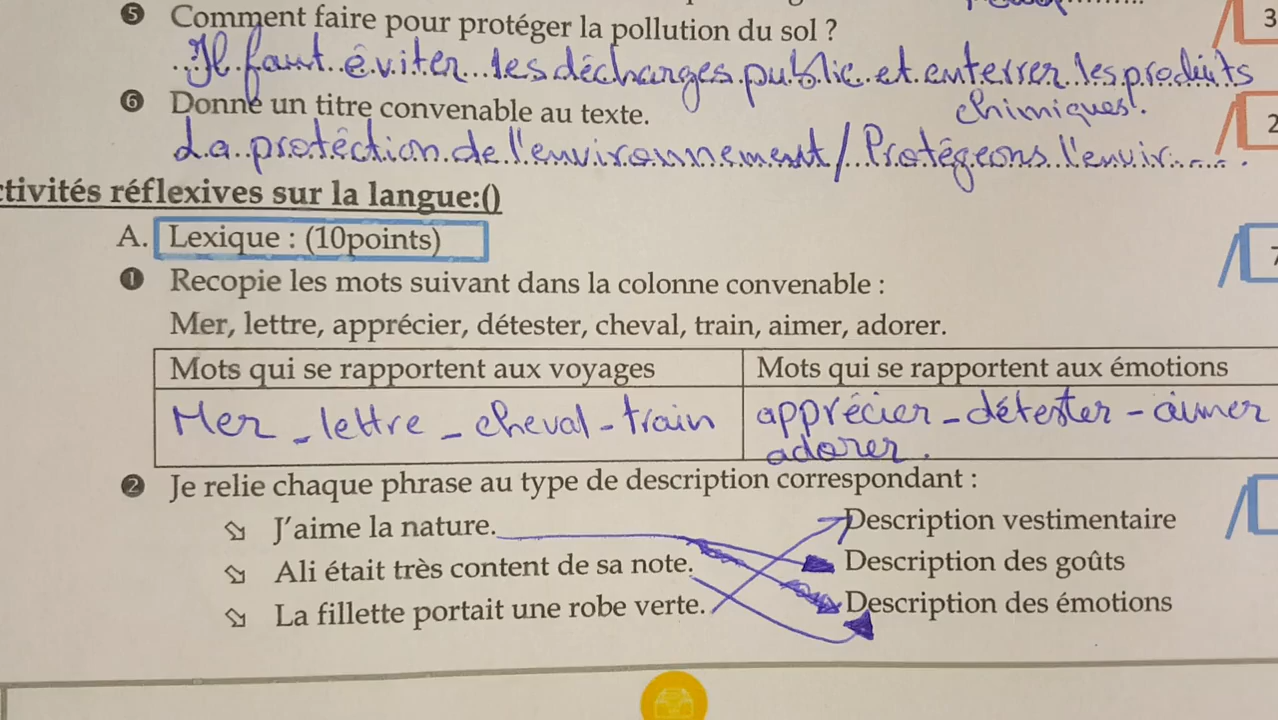 ❺ Comment faire pour protéger la pollution du sol ?
3
Il faut éviter les décharges public et enterrer les produits
chimiques.
❻ Donne un titre convenable au texte.
2
La protéction de l'environnement / Protégeons l'envir......
ctivités réflexives sur la langue:()
A. Lexique : (10points)
❶ Recopie les mots suivant dans la colonne convenable :
Mer, lettre, apprécier, détester, cheval, train, aimer, adorer.
Mots qui se rapportent aux voyages
Mots qui se rapportent aux émotions
Mer - lettre - cheval - train
apprécier - détester - aimer
adorer.
❷ Je relie chaque phrase au type de description correspondant :
J'aime la nature.
Description vestimentaire
Ali était très content de sa note.
Description des goûts
La fillette portait une robe verte.
Description des émotions